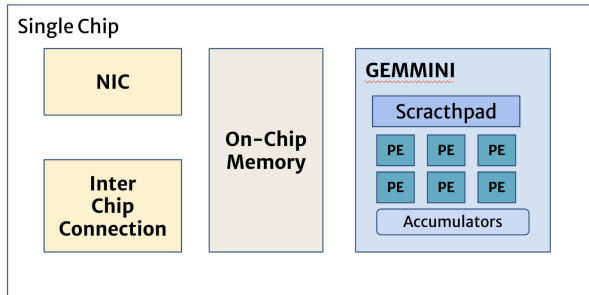 Single Chip
NIC
Inter
Chip
Connection
On-Chip
Memory
GEMMINI
Scracthpad
PE PE PE
PE PE PE
Accumulators